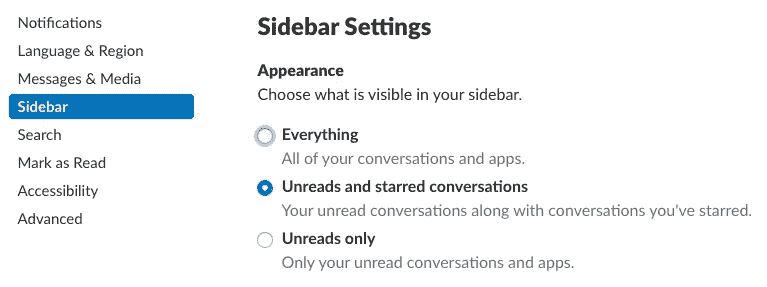 Notifications
Language & Region
Messages & Media
Sidebar
Search
Mark as Read
Accessibility
Advanced
Sidebar Settings
Appearance
Choose what is visible in your sidebar.
Everything
All of your conversations and apps.
Unreads and starred conversations
Your unread conversations along with conversations you've starred.
Unreads only
Only your unread conversations and apps.